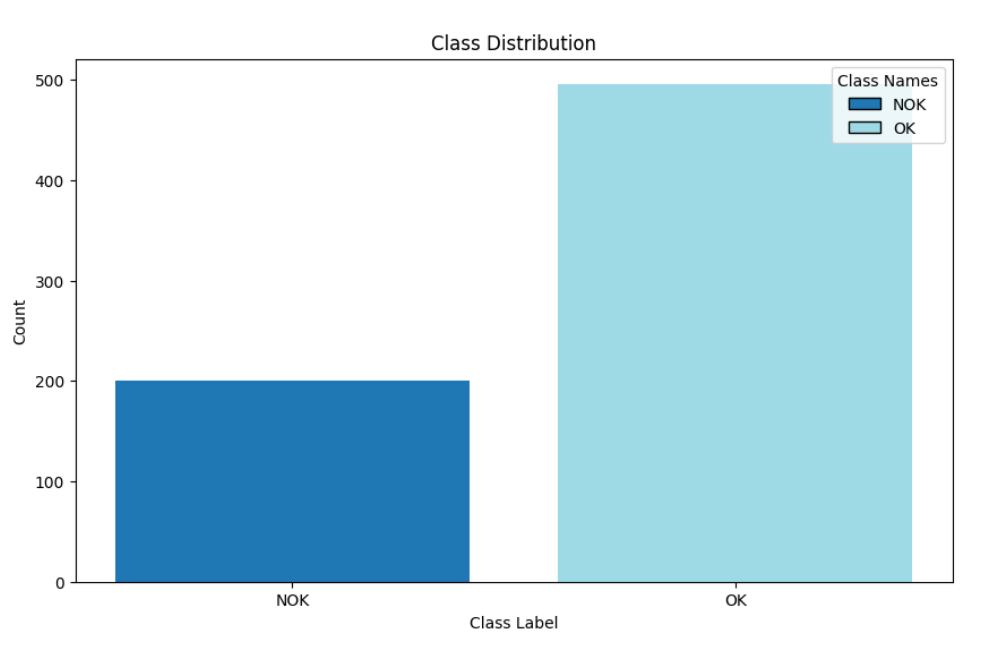 Class Distribution
Class Names
NOK
OK
500
400
300
200
100
0
Count
NOK
OK
Class Label